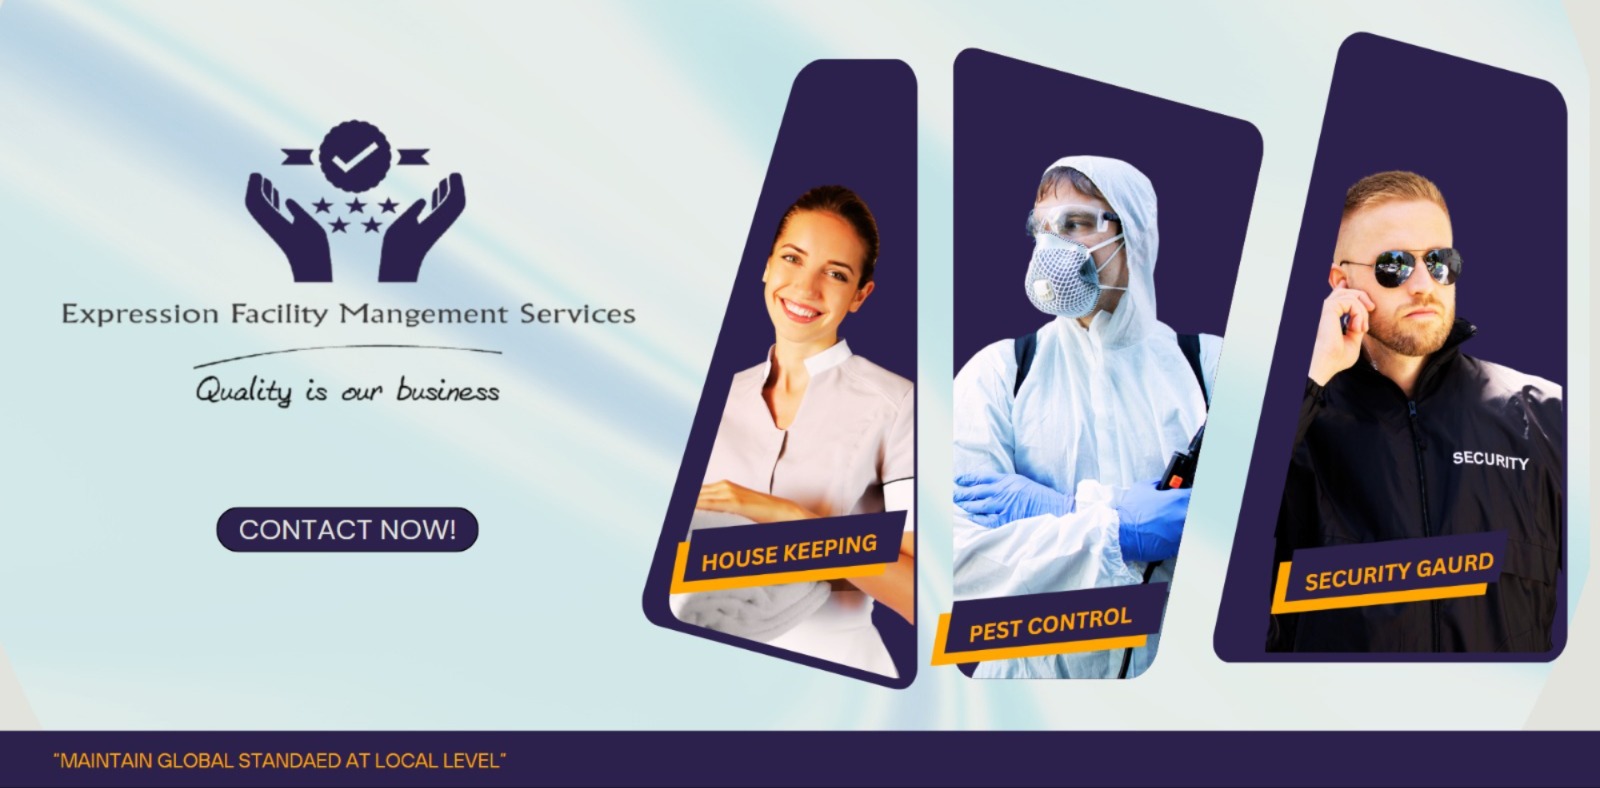 Expression Facility Mangement Services
Quality is our business
CONTACT NOW!
HOUSE KEEPING
PEST CONTROL
SECURITY
SECURITY GAURD
"MAINTAIN GLOBAL STANDAED AT LOCAL LEVEL"